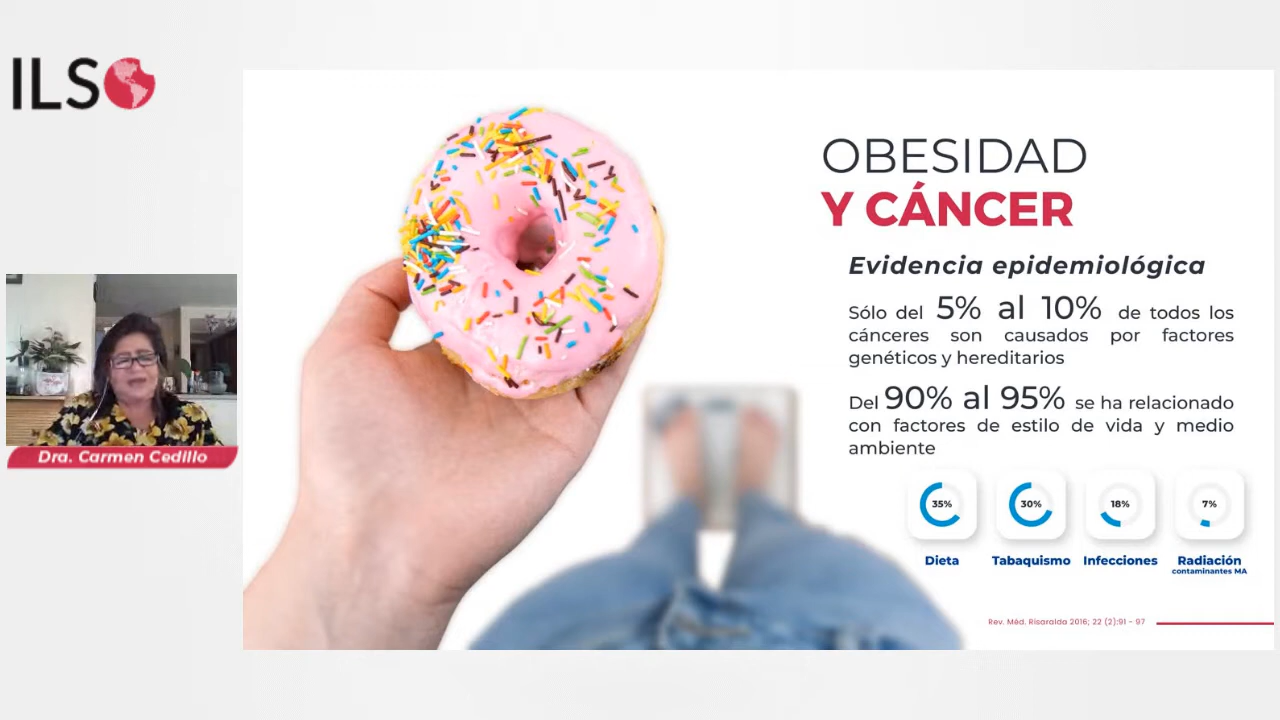 ILSO
OBESIDAD
Y CÁNCER
Evidencia epidemiológica
Sólo del 5% al 10% de todos los
cánceres son causados por factores
genéticos y hereditarios
Del 90% al 95% se ha relacionado
con factores de estilo de vida y medio
ambiente
35% 30% 18% 7%
Dieta Tabaquismo Infecciones Radiación
contaminantes MA
Rev. Méd. Risaralda 2016; 22 (2):91 - 97
Dra. Carmen Cedillo